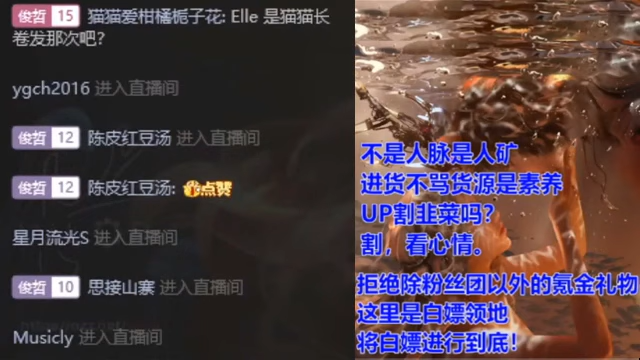 俊哲 15 猫猫爱柑橘栀子花: Elle 是猫猫长
卷发那次吧?
ygch2016 进入直播间
俊哲 12 陈皮红豆汤 进入直播间
俊哲 12 陈皮红豆汤: 点赞
星月流光S 进入直播间
俊哲 10 思接山寨 进入直播间
Musicly 进入直播间
不是人脉是人矿
进货不骂货源是素养
UP割韭菜吗?
割，看心情。
拒绝除粉丝团以外的氪金礼物
这里是白嫖领地
将白嫖进行到底!